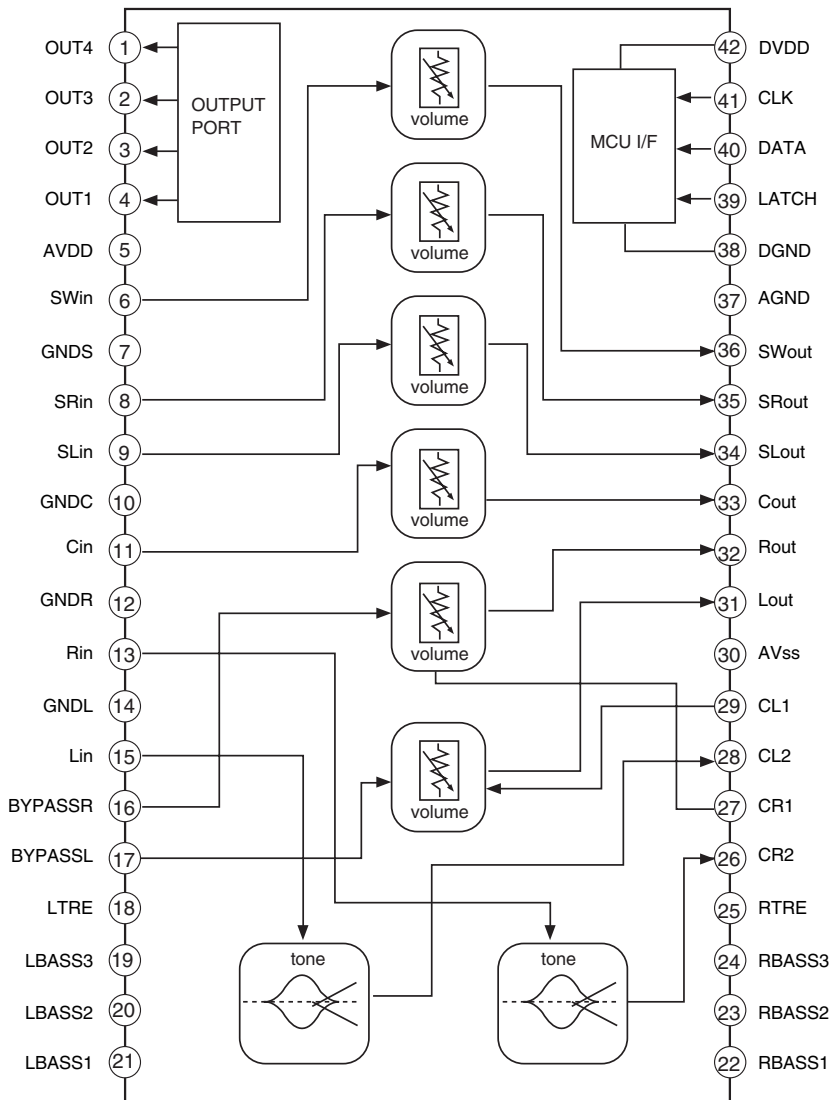 OUT4 1
OUT3 2
OUT2 3
OUT1 4
AVDD 5
SWin 6
GNDS 7
SRin 8
SLin 9
GNDC 10
Cin 11
GNDR 12
Rin 13
GNDL 14
Lin 15
BYPASSR 16
BYPASSL 17
LTRE 18
LBASS3 19
LBASS2 20
LBASS1 21
OUTPUT
PORT
volume
volume
volume
volume
volume
volume
tone
tone
MCU I/F
42 DVDD
41 CLK
40 DATA
39 LATCH
38 DGND
37 AGND
36 SWout
35 SRout
34 SLout
33 Cout
32 Rout
31 Lout
30 AVss
29 CL1
28 CL2
27 CR1
26 CR2
25 RTRE
24 RBASS3
23 RBASS2
22 RBASS1